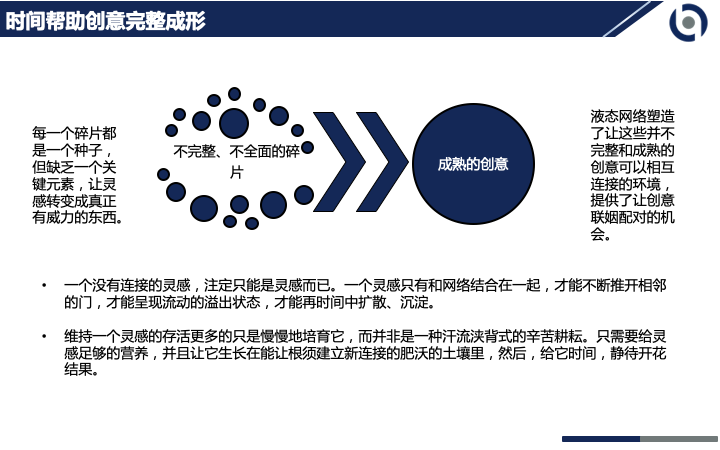 时间帮助创意完整成形
每一个碎片都
是一个种子，
但缺乏一个关
键元素，让灵
感转变成真正
有威力的东西。
不完整、不全面的碎
片
成熟的创意
液态网络塑造
了让这些并不
完整和成熟的
创意可以相互
连接的环境，
提供了让创意
联姻配对的机
会。
• 一个没有连接的灵感，注定只能是灵感而已。一个灵感只有和网络结合在一起，才能不断推开相邻
的门，才能呈现流动的溢出状态，才能再时间中扩散、沉淀。
• 维持一个灵感的存活更多的只是慢慢地培育它，而并非是一种汗流浃背式的辛苦耕耘。只需要给灵
感足够的营养，并且让它生长在能让根须建立新连接的肥沃的土壤里，然后，给它时间，静待开花
结果。